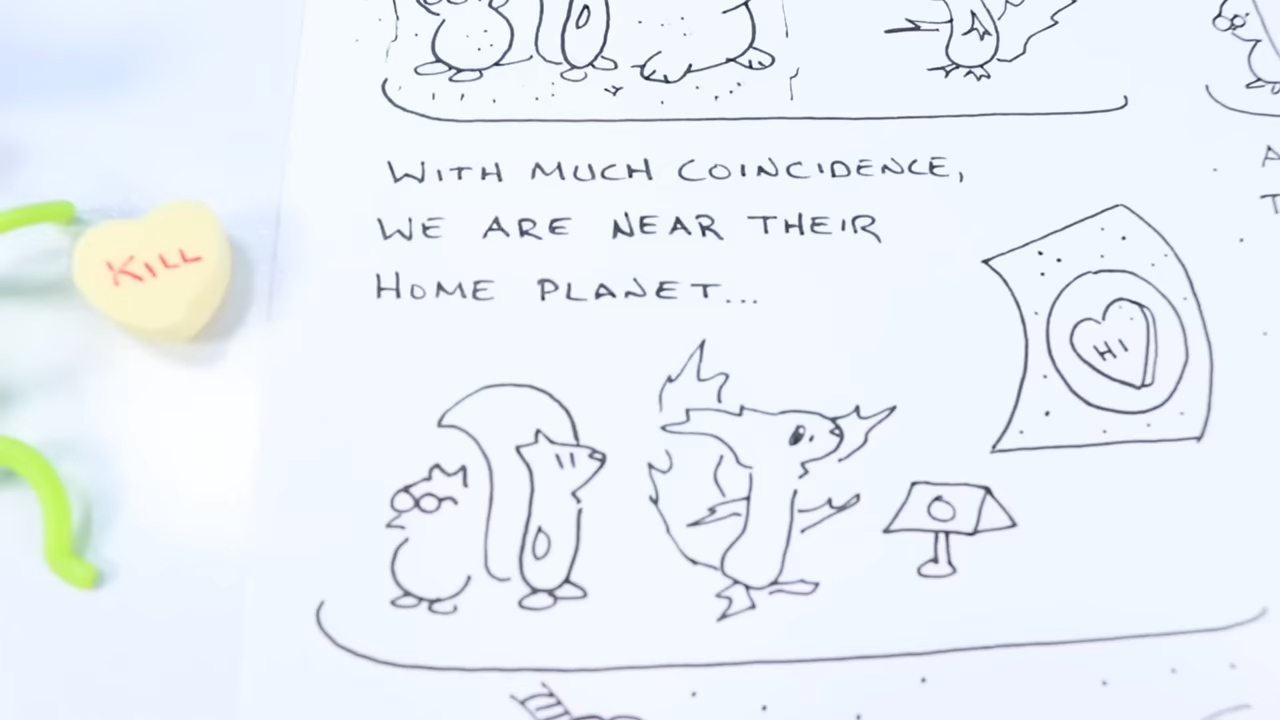 KILL
WITH MUCH COINCIDENCE,
WE ARE NEAR THEIR
HOME PLANET...
HI